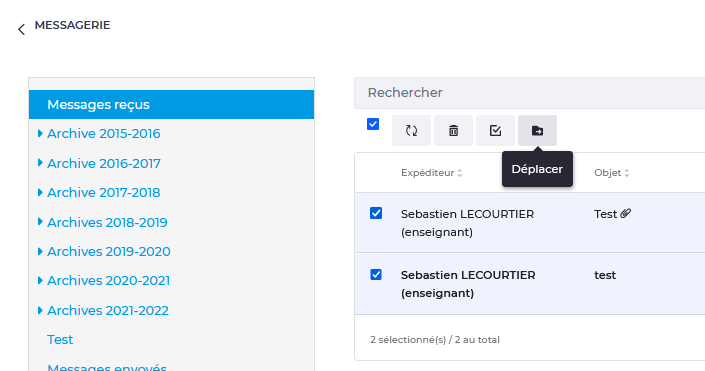 MESSAGERIE
Messages reçus
Archive 2015-2016
Archive 2016-2017
Archive 2017-2018
Archives 2018-2019
Archives 2019-2020
Archives 2020-2021
Archives 2021-2022
Test
Messages envoyés
Rechercher
Déplacer
Expéditeur
Objet
Sebastien LECOURTIER
(enseignant)
Test
Sebastien LECOURTIER
(enseignant)
test
2 sélectionné(s) / 2 au total